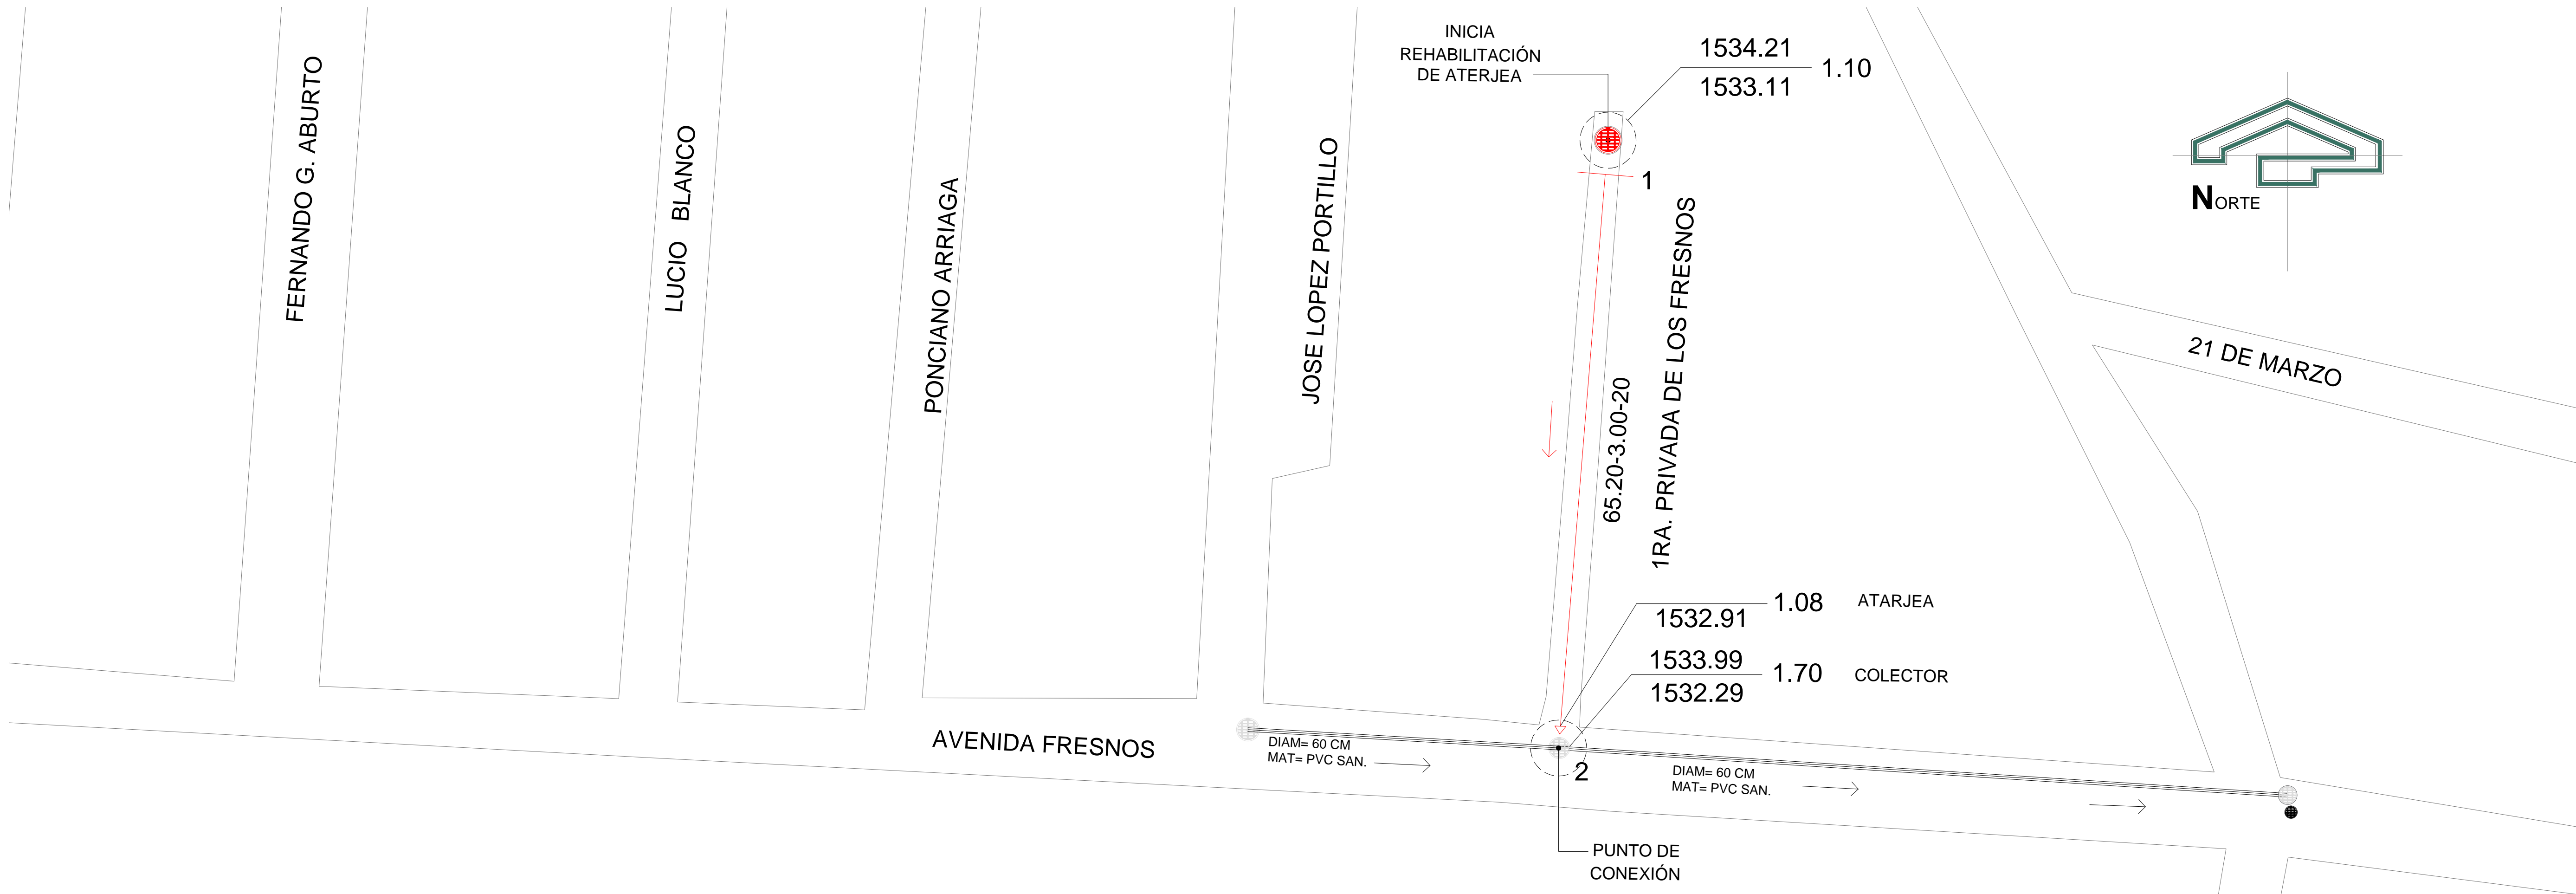 INICIA
REHABILITACIÓN
DE ATERJEA
1534.21
1533.11
1.10
FERNANDO G. ABURTO
LUCIO BLANCO
PONCIANO ARRIAGA
JOSE LOPEZ PORTILLO
1
1RA. PRIVADA DE LOS FRESNOS
65.20-3.00-20
NORTE
21 DE MARZO
1.08
ATARJEA
1532.91
1533.99
1.70
COLECTOR
1532.29
AVENIDA FRESNOS
DIAM= 60 CM
MAT= PVC SAN.
2
DIAM= 60 CM
MAT= PVC SAN.
PUNTO DE
CONEXIÓN